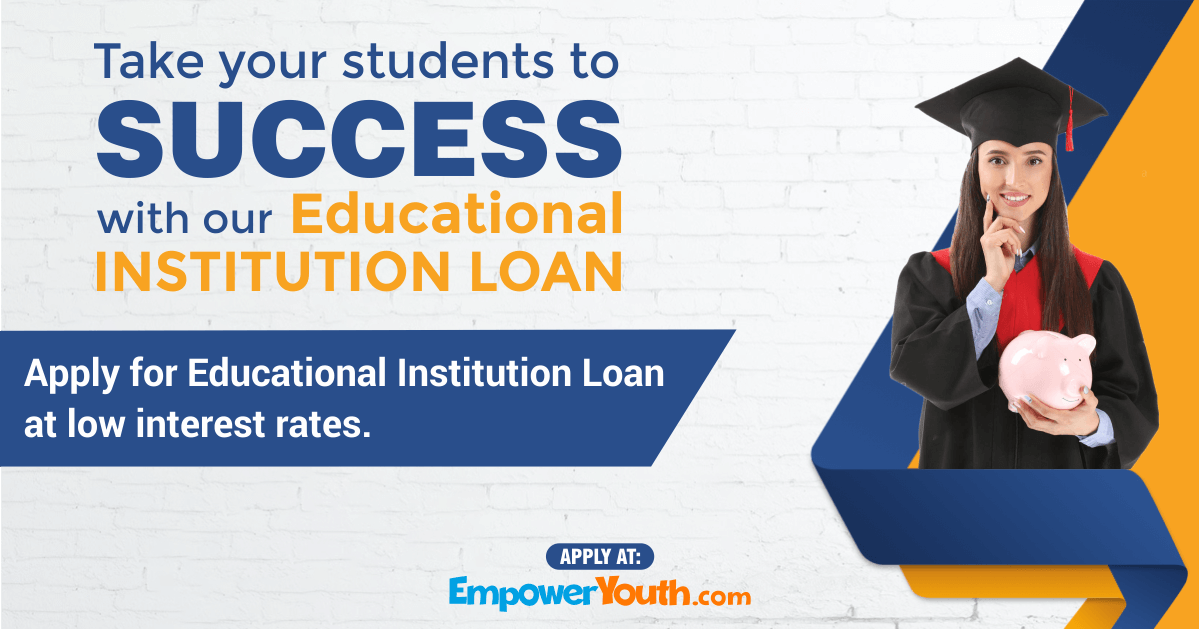 Take your students to
SUCCESS
with our Educational
INSTITUTION LOAN
Apply for Educational Institution Loan
at low interest rates.
APPLY AT:
EmpowerYouth.com